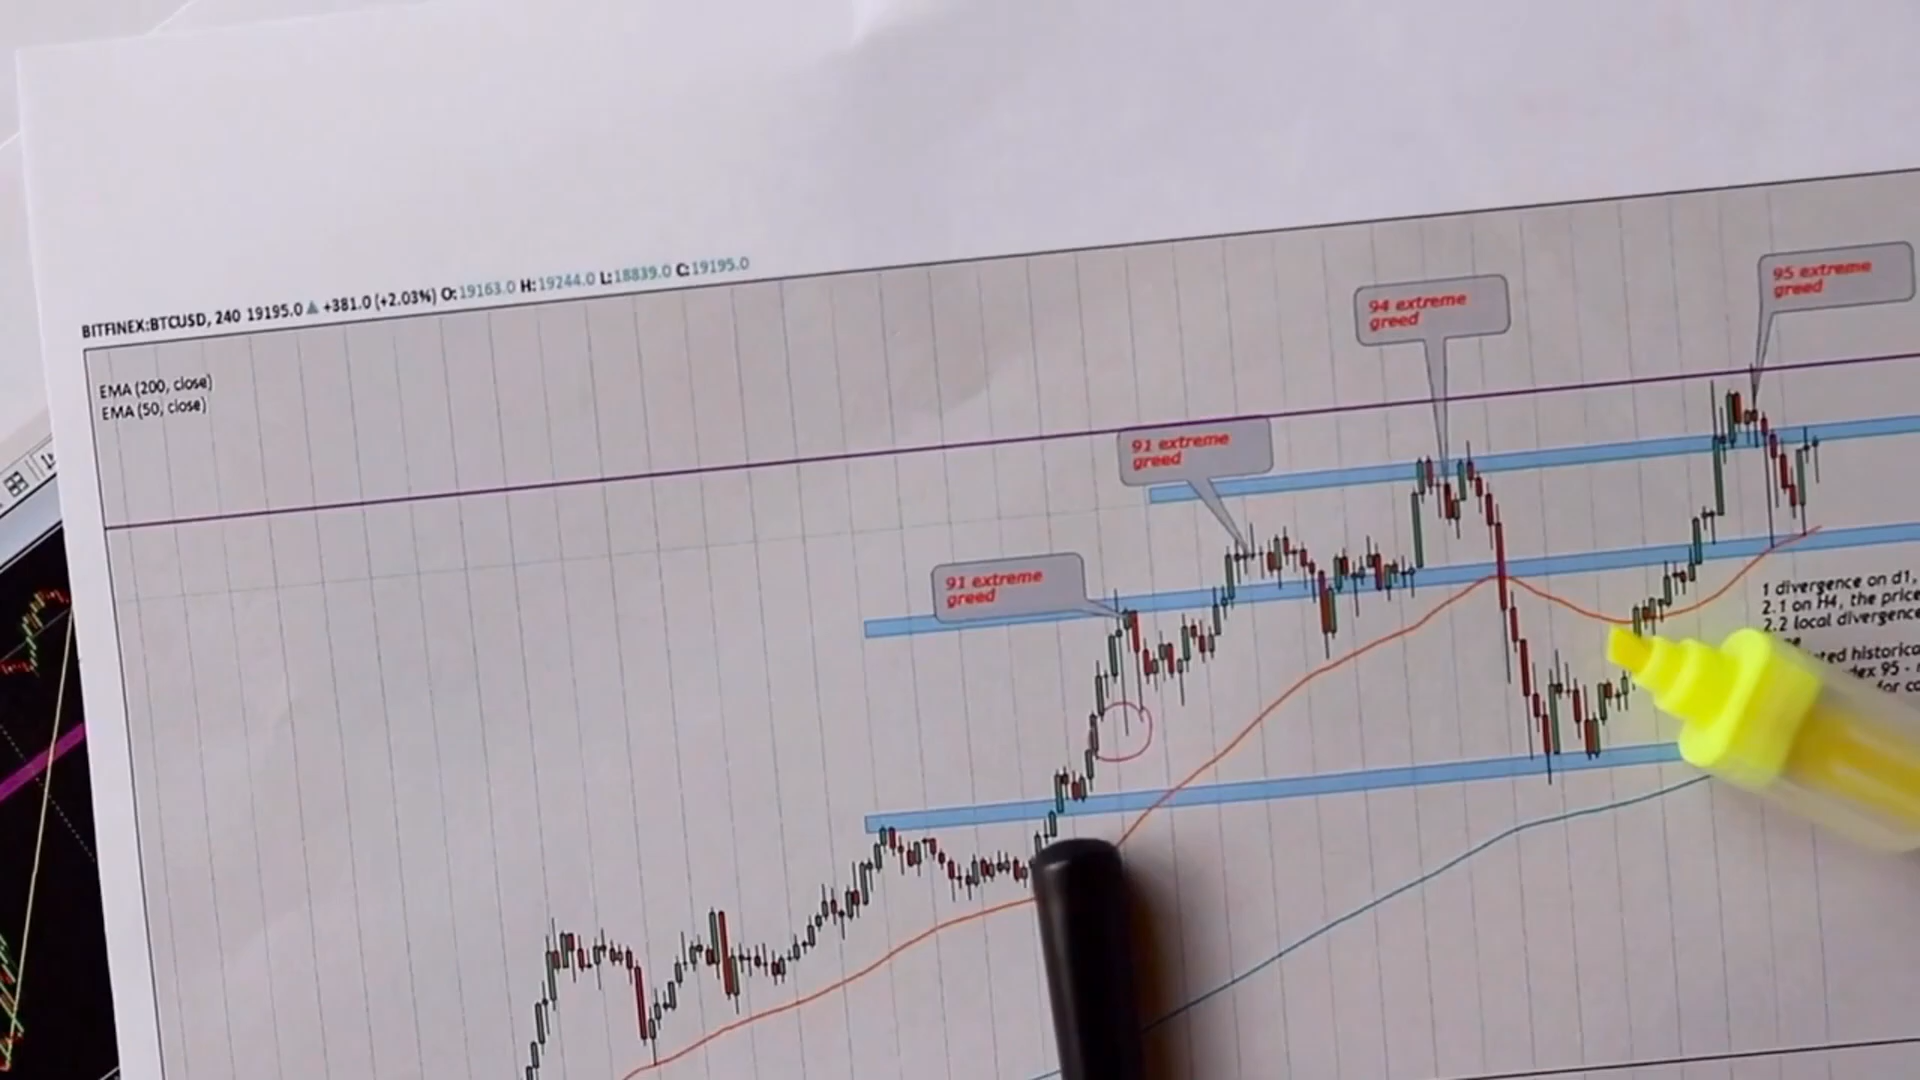 BITFINEX:BTCUSD, 240 19195.0 ▲ +381.0 (+2.03%) O:19163.0 H:19244.0 L:18839.0 C:19195.0
EMA (200, close)
EMA (50, close)
95 extreme
greed
94 extreme
greed
91 extreme
greed
91 extreme
greed
1 divergence on d1,
2.1 on H4, the price
2.2 local divergence